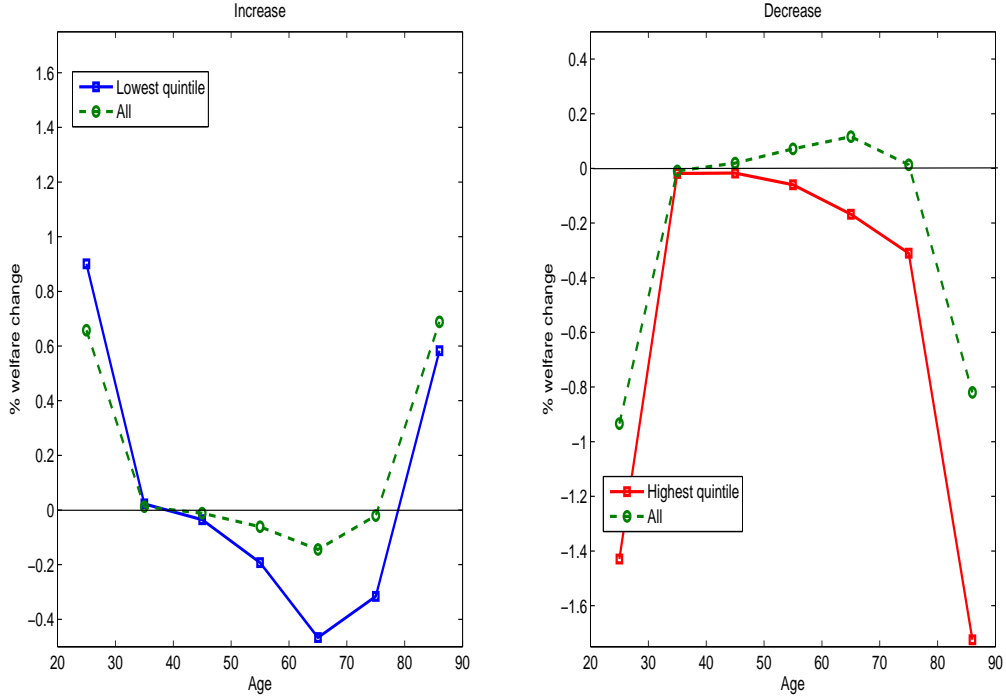 Increase
1.6
1.4
1.2
1
0.8
0.6
0.4
0.2
0
−0.2
−0.4
% welfare change
Lowest quintile
All
20 30 40 50 60 70 80 90
Age
Decrease
0.4
0.2
0
−0.2
−0.4
−0.6
−0.8
−1
−1.2
−1.4
−1.6
% welfare change
Highest quintile
All
20 30 40 50 60 70 80 90
Age